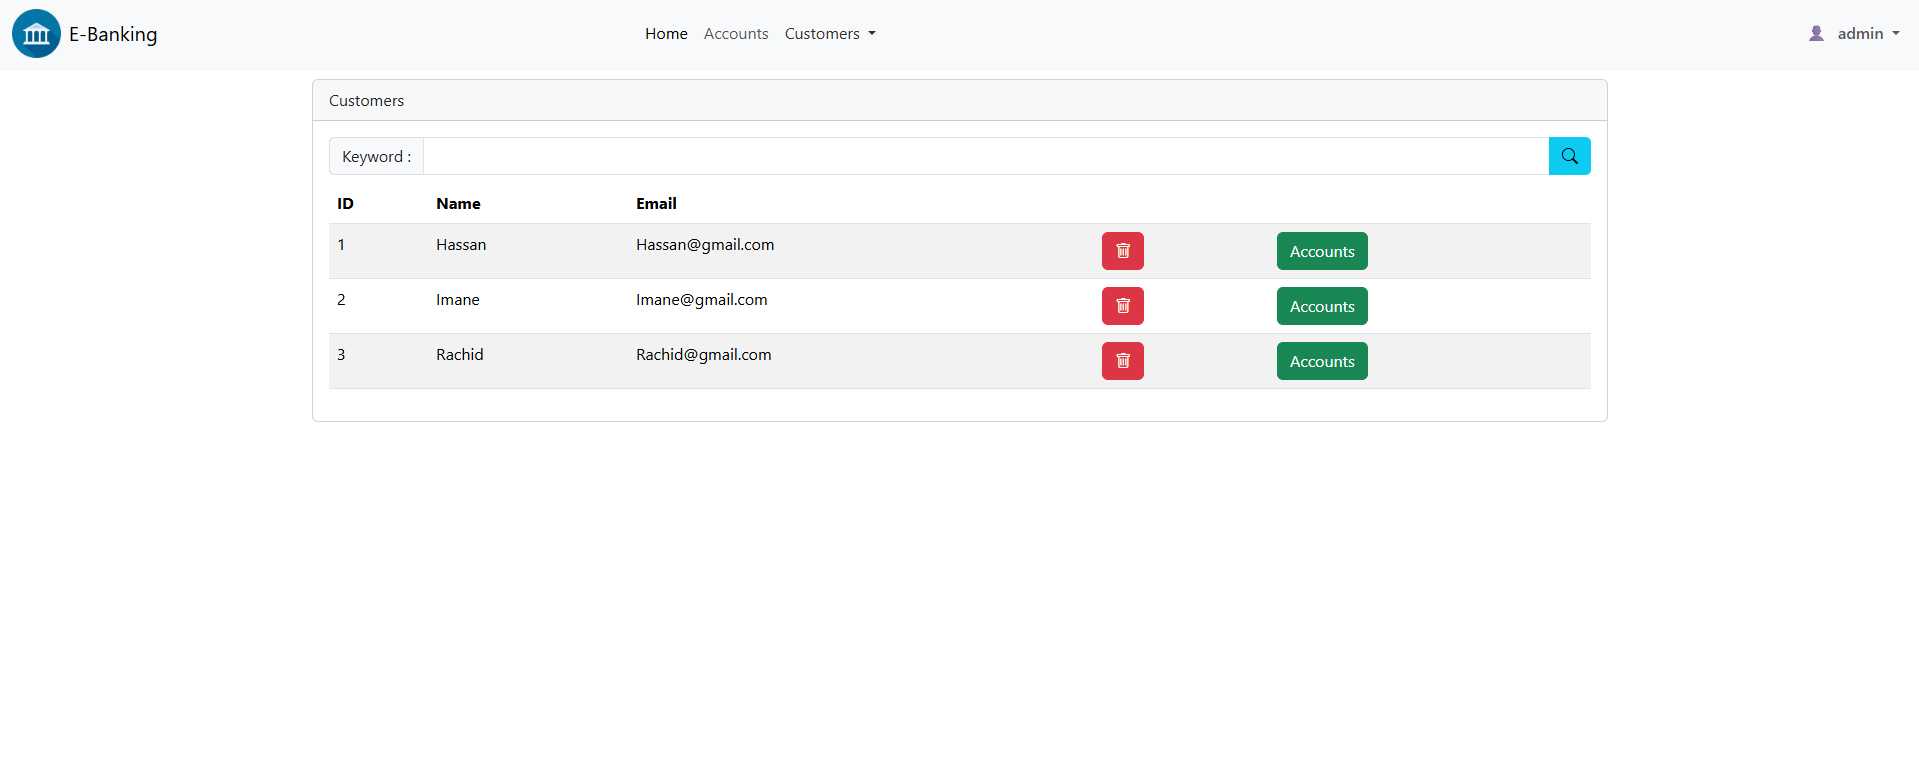 E-Banking Home Accounts Customers admin
Customers
Keyword :
ID Name Email
1 Hassan Hassan@gmail.com Accounts
2 Imane Imane@gmail.com Accounts
3 Rachid Rachid@gmail.com Accounts